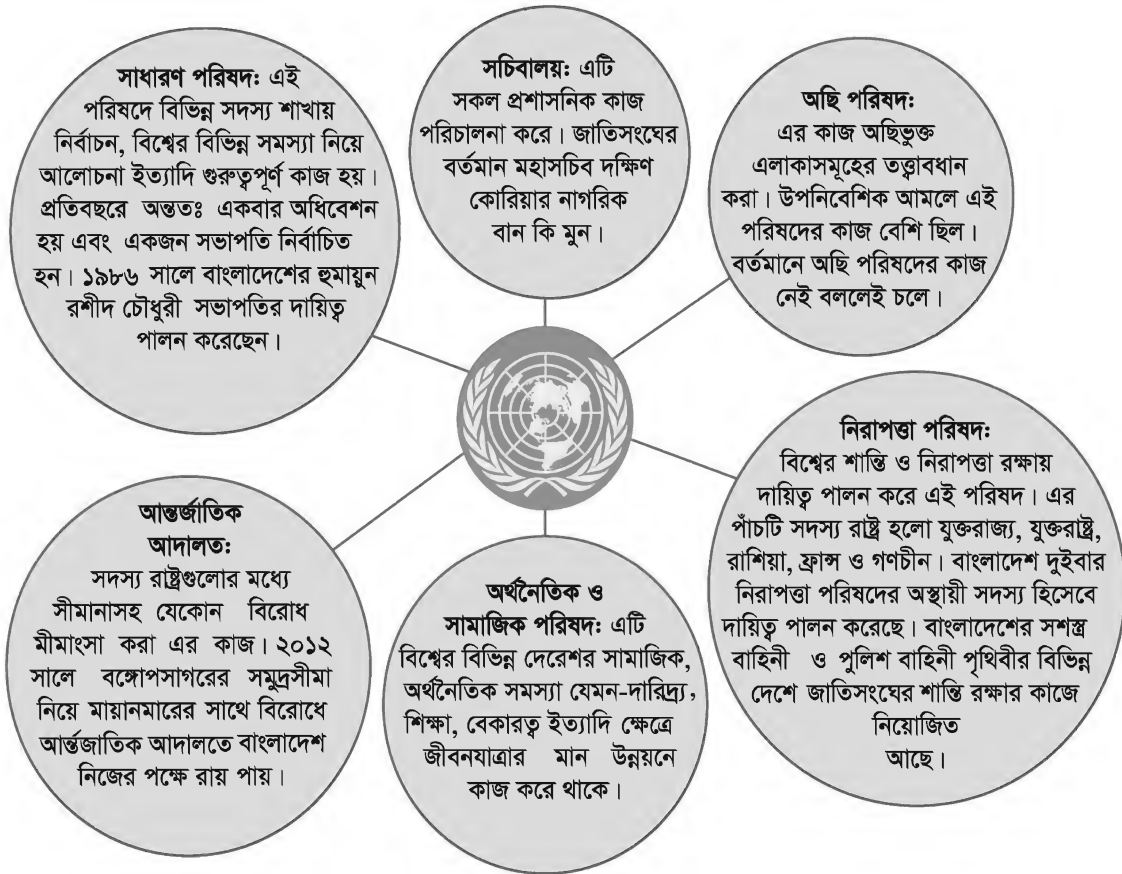 সাধারণ পরিষদ: এই
পরিষদে বিভিন্ন সদস্য শাখায়
নির্বাচন, বিশ্বের বিভিন্ন সমস্যা নিয়ে
আলোচনা ইত্যাদি গুরুত্বপূর্ণ কাজ হয়।
প্রতিবছরে অন্ততঃ একবার অধিবেশন
হয় এবং একজন সভাপতি নির্বাচিত
হন। ১৯৮৬ সালে বাংলাদেশের হুমায়ুন
রশীদ চৌধুরী সভাপতির দায়িত্ব
পালন করেছেন।
সচিবালয়: এটি
সকল প্রশাসনিক কাজ
পরিচালনা করে। জাতিসংঘের
বর্তমান মহাসচিব দক্ষিণ
কোরিয়ার নাগরিক
বান কি মুন।
অছি পরিষদ:
এর কাজ অছিভুক্ত
এলাকাসমূহের তত্ত্বাবধান
করা। উপনিবেশিক আমলে এই
পরিষদের কাজ বেশি ছিল।
বর্তমানে অছি পরিষদের কাজ
নেই বললেই চলে।
আন্তর্জাতিক
আদালত:
সদস্য রাষ্ট্রগুলোর মধ্যে
সীমানাসহ যেকোন বিরোধ
মীমাংসা করা এর কাজ। ২০১২
সালে বঙ্গোপসাগরের সমুদ্রসীমা
নিয়ে মায়ানমারের সাথে বিরোধে
আর্ন্তজাতিক আদালতে বাংলাদেশ
নিজের পক্ষে রায় পায়।
অর্থনৈতিক ও
সামাজিক পরিষদ: এটি
বিশ্বের বিভিন্ন দেরেশর সামাজিক,
অর্থনৈতিক সমস্যা যেমন-দারিদ্র্য,
শিক্ষা, বেকারত্ব ইত্যাদি ক্ষেত্রে
জীবনযাত্রার মান উন্নয়নে
কাজ করে থাকে।
নিরাপত্তা পরিষদ:
বিশ্বের শান্তি ও নিরাপত্তা রক্ষায়
দায়িত্ব পালন করে এই পরিষদ। এর
পাঁচটি সদস্য রাষ্ট্র হলো যুক্তরাজ্য, যুক্তরাষ্ট্র,
রাশিয়া, ফ্রান্স ও গণচীন। বাংলাদেশ দুইবার
নিরাপত্তা পরিষদের অস্থায়ী সদস্য হিসেবে
দায়িত্ব পালন করেছে। বাংলাদেশের সশস্ত্র
বাহিনী ও পুলিশ বাহিনী পৃথিবীর বিভিন্ন
দেশে জাতিসংঘের শান্তি রক্ষার কাজে
নিয়োজিত
আছে।